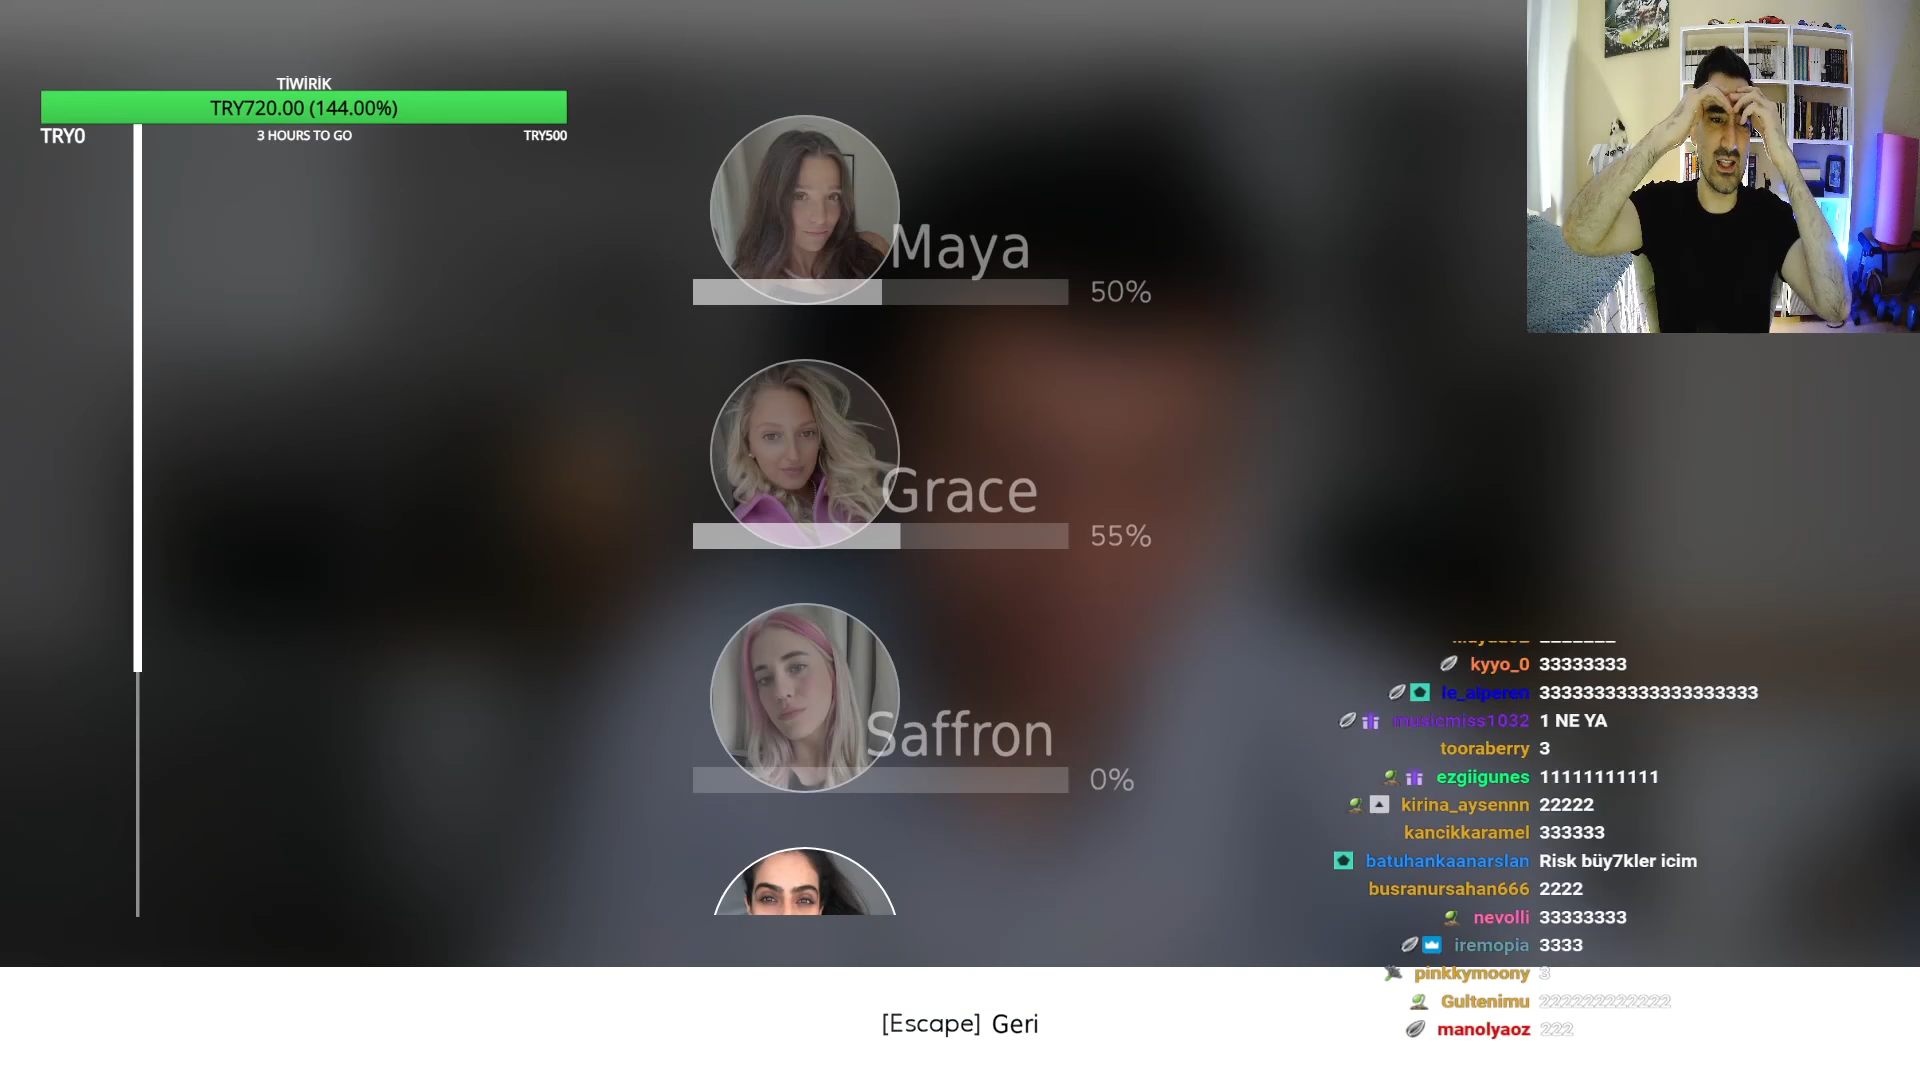 TİWİRİK
TRY720.00 (144.00%)
TRY0
3 HOURS TO GO
TRY500
Maya
50%
Grace
55%
Saffron
0%
kyyo_0 33333333
le_alperen 33333333333333333333
musicmiss1032 1 NE YA
tooraberry 3
ezgiigunes 11111111111
kirina_aysennn 22222
kancikkaramel 333333
batuhankaanarslan Risk büy7kler icim
busranursahan666 2222
nevolli 33333333
iremopia 3333
pinkkymoony 3
Gultenimu 222222222222
manolyaoz 222
[Escape] Geri